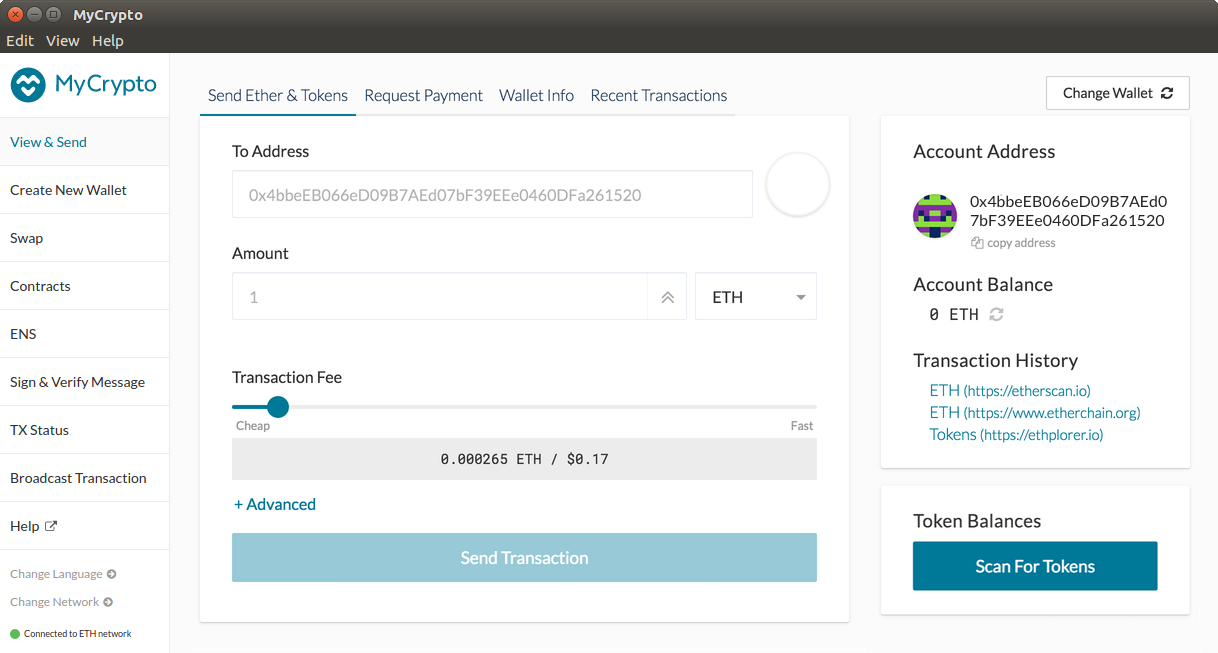 MyCrypto
Edit View Help
MyCrypto
View & Send
Create New Wallet
Swap
Contracts
ENS
Sign & Verify Message
TX Status
Broadcast Transaction
Help
Change Language
Change Network
Connected to ETH network
Send Ether & Tokens Request Payment Wallet Info Recent Transactions
Change Wallet
To Address
0x4bbeEB066eD09B7AEd07bF39EEe0460DFa261520
Amount
1 ETH
Transaction Fee
Cheap Fast
0.000265 ETH / $0.17
+ Advanced
Send Transaction
Account Address
0x4bbeEB066eD09B7AEd0
7bF39EEe0460DFa261520
copy address
Account Balance
0 ETH
Transaction History
ETH (https://etherscan.io)
ETH (https://www.etherchain.org)
Tokens (https://ethplorer.io)
Token Balances
Scan For Tokens